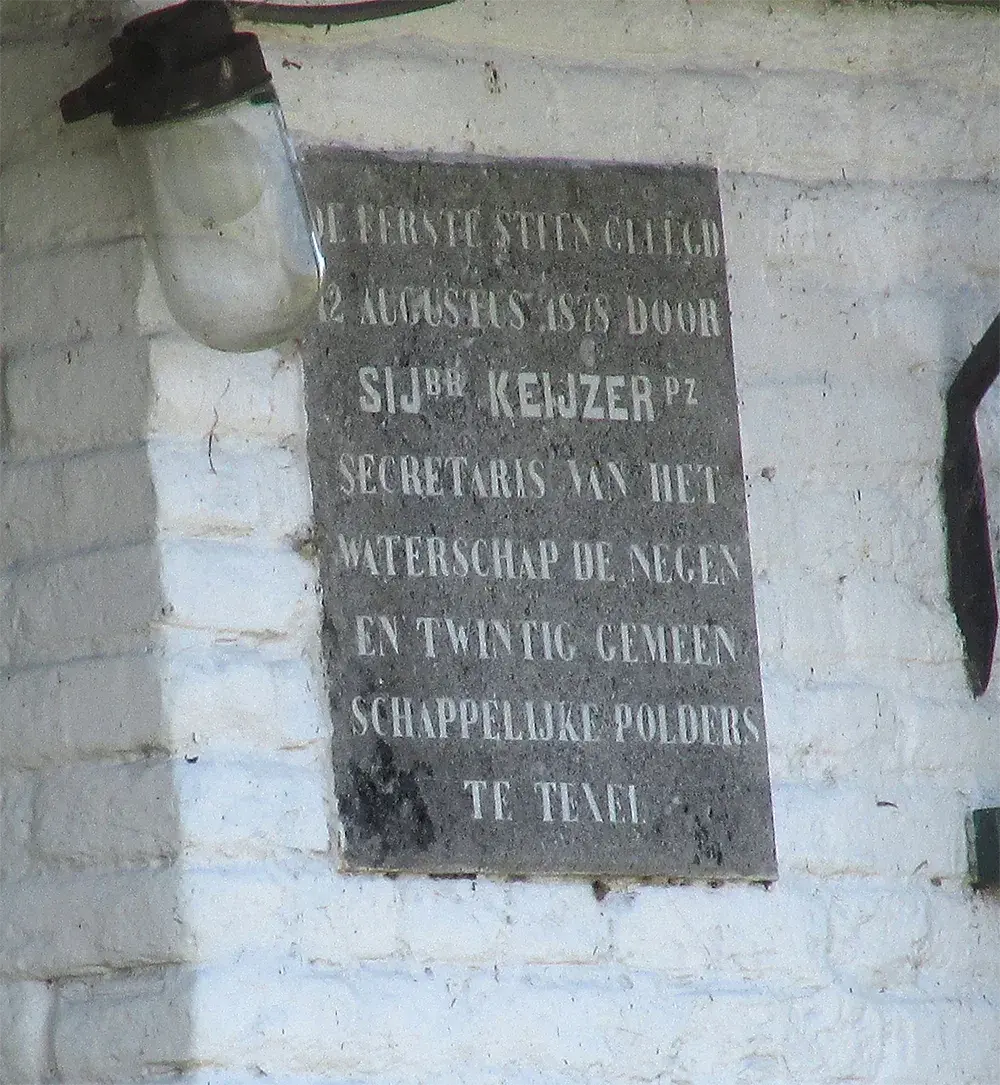 DE EERSTE STEEN GELEGD
12 AUGUSTUS 1878 DOOR
SIJBR KEIJZER PZ
SECRETARIS VAN HET
WATERSCHAP DE NEGEN
EN TWINTIG GEMEEN
SCHAPPELIJKE POLDERS
TE TEXEL